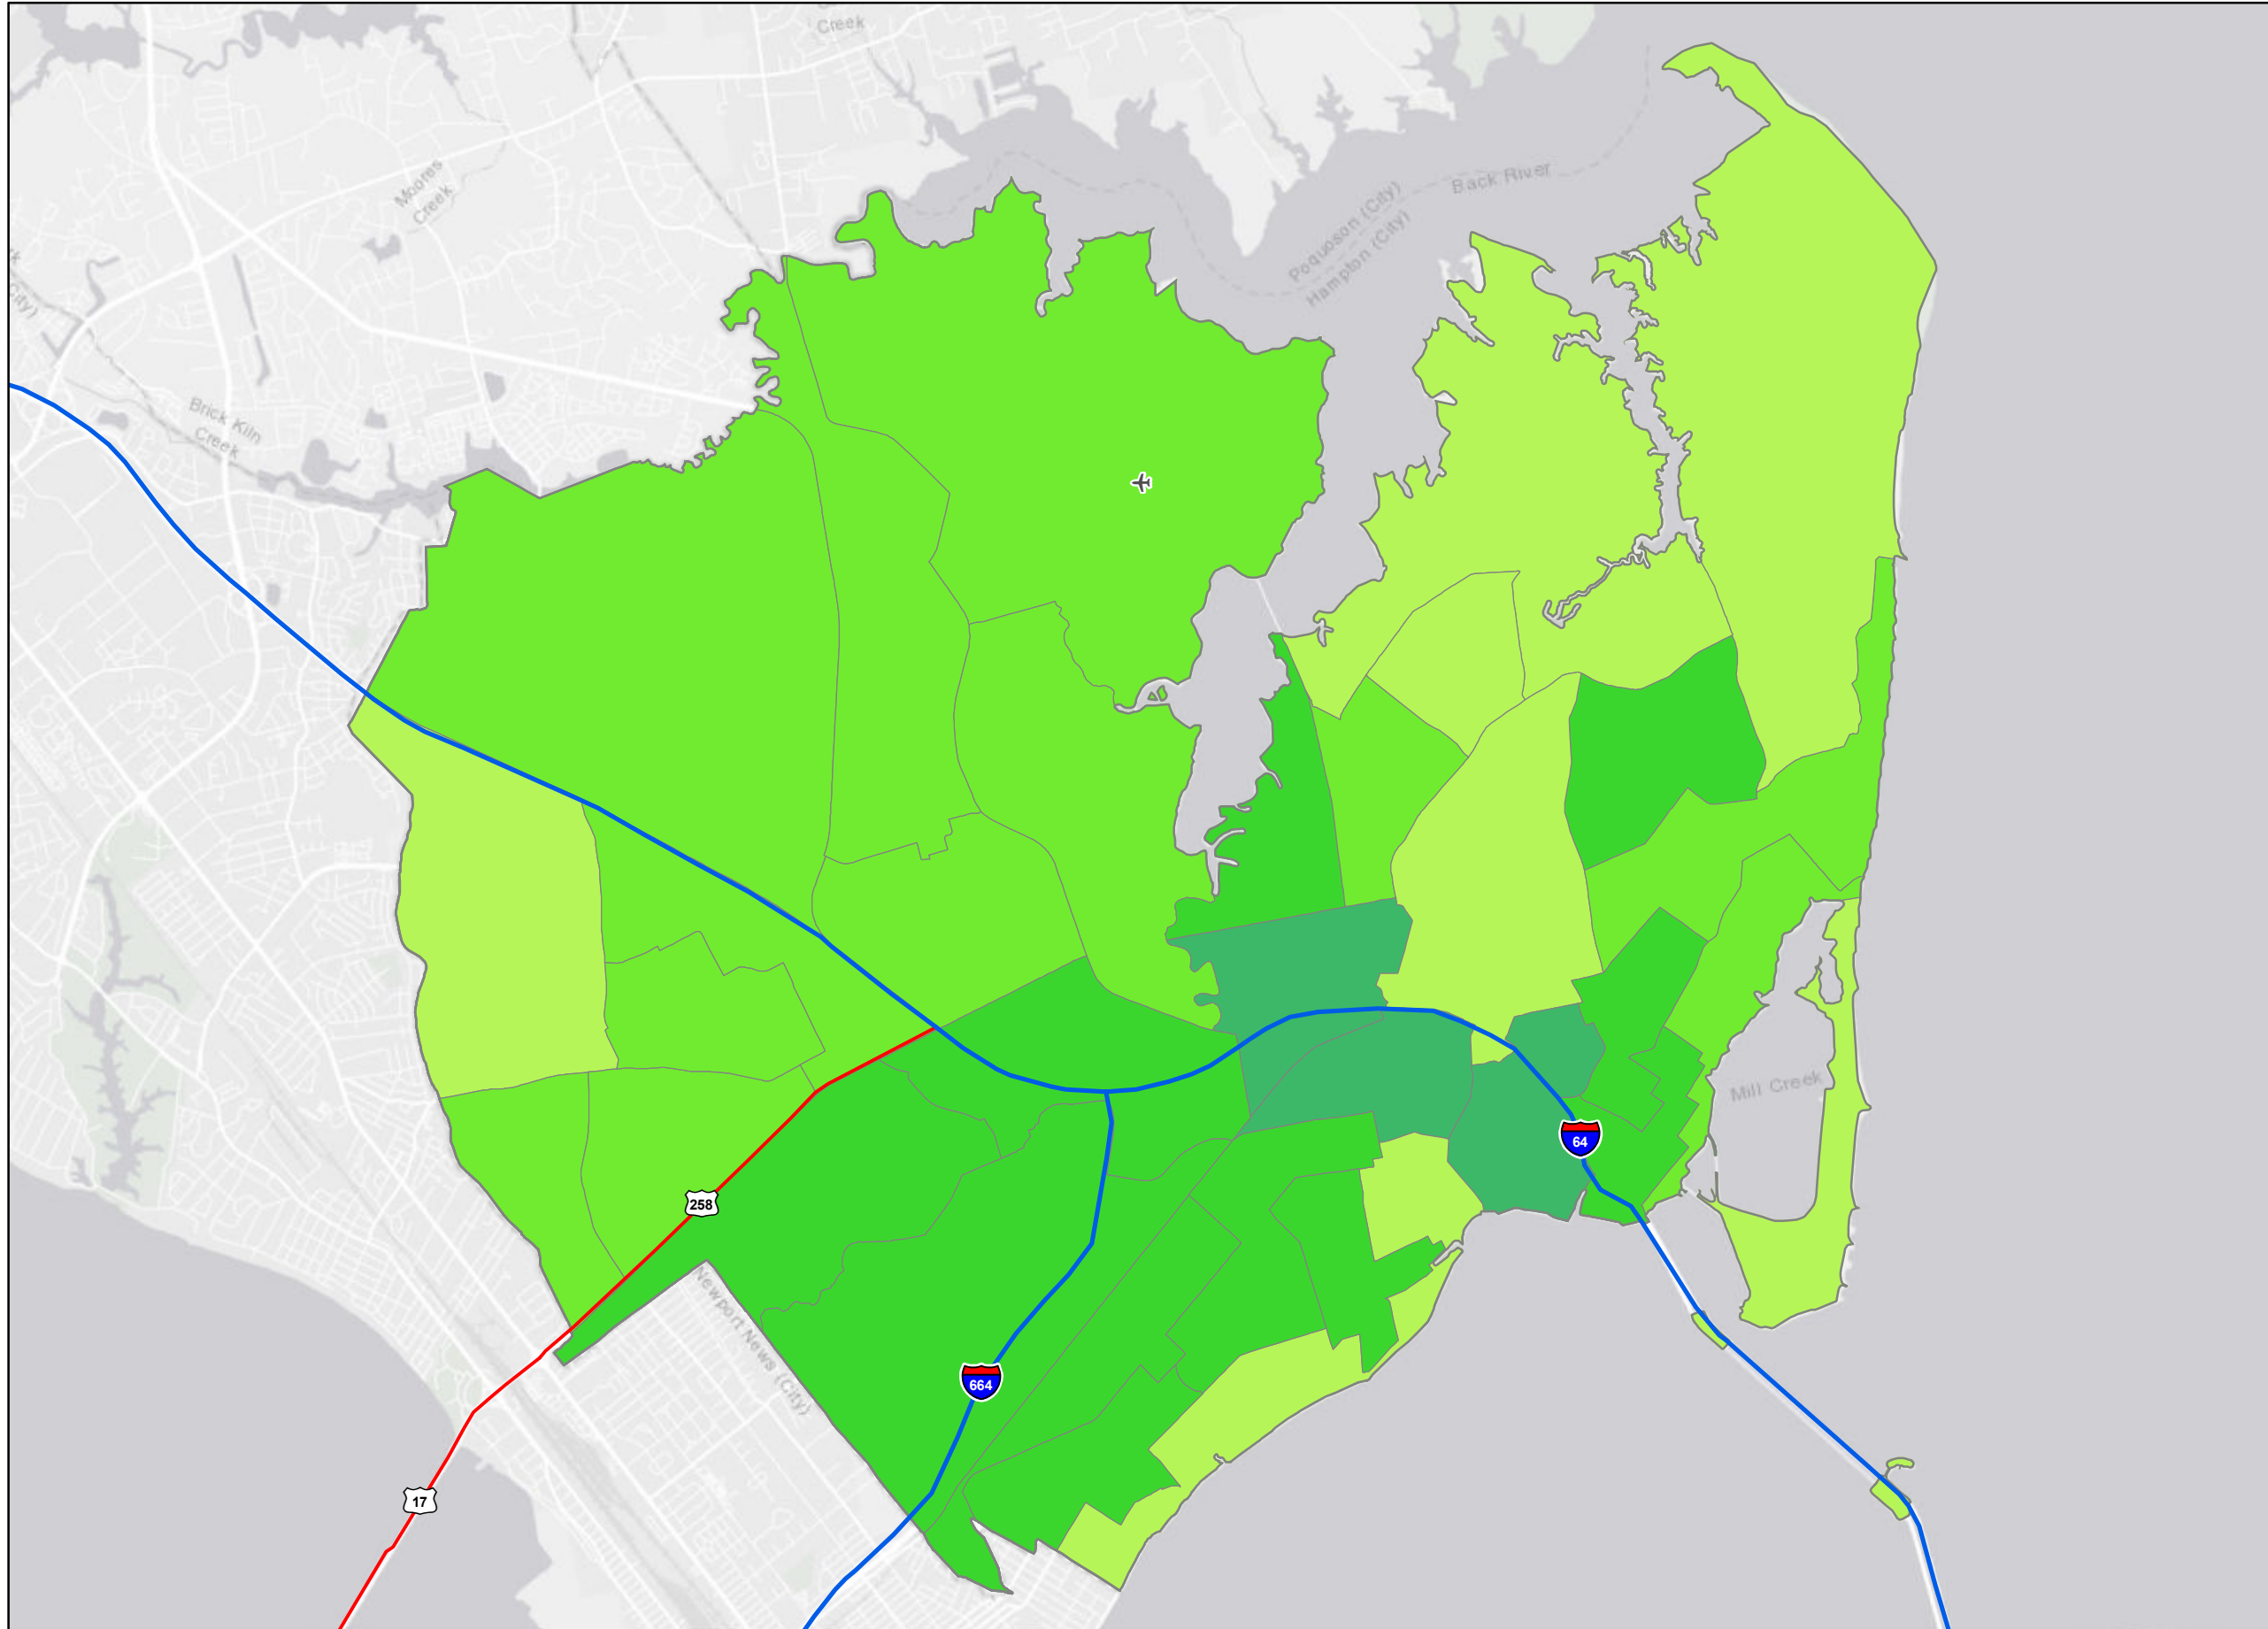 Creek
Moores
Creek
Back River
Poquoson (City)
Hampton (City)
City)
Brick Kiln
Creek
Mill Creek
64
258
Newport News (City)
664
17